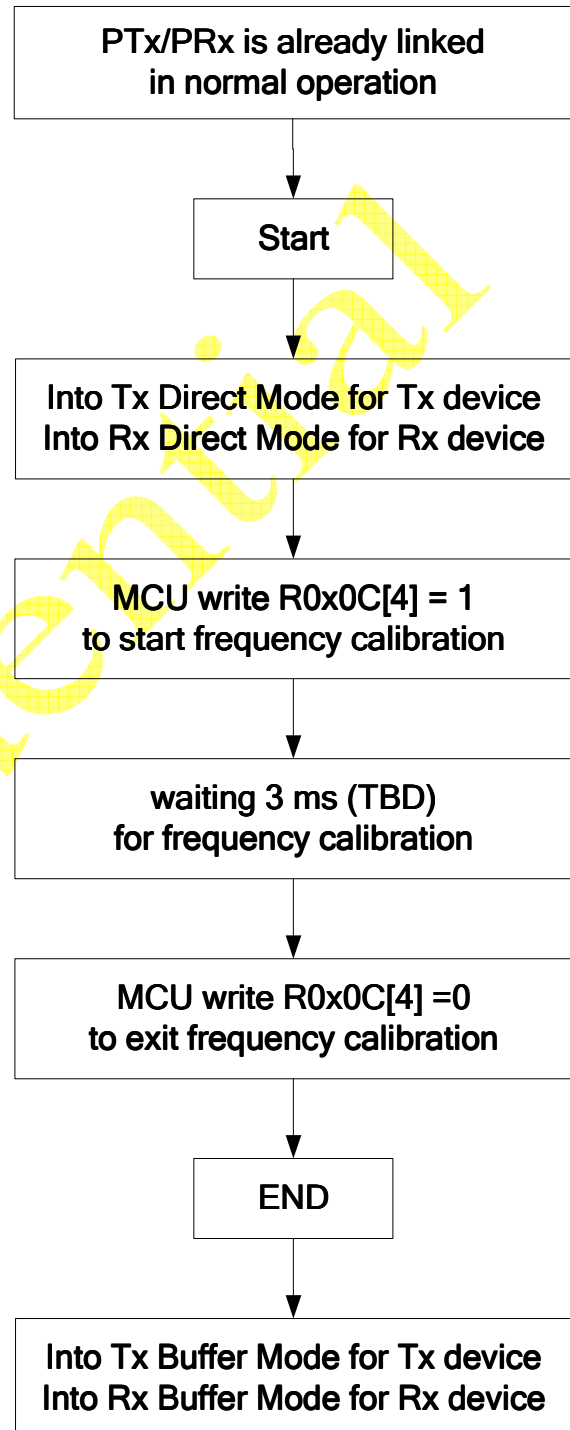 PTx/PRx is already linked
in normal operation
Start
Into Tx Direct Mode for Tx device
Into Rx Direct Mode for Rx device
MCU write R0x0C[4] = 1
to start frequency calibration
waiting 3 ms (TBD)
for frequency calibration
MCU write R0x0C[4] =0
to exit frequency calibration
END
Into Tx Buffer Mode for Tx device
Into Rx Buffer Mode for Rx device
ential